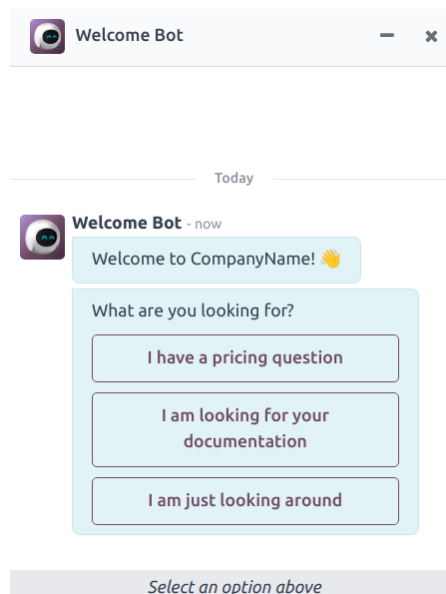 Welcome Bot
Today
Welcome Bot - now
Welcome to CompanyName! 👋
What are you looking for?
I have a pricing question
I am looking for your
documentation
I am just looking around
Select an option above